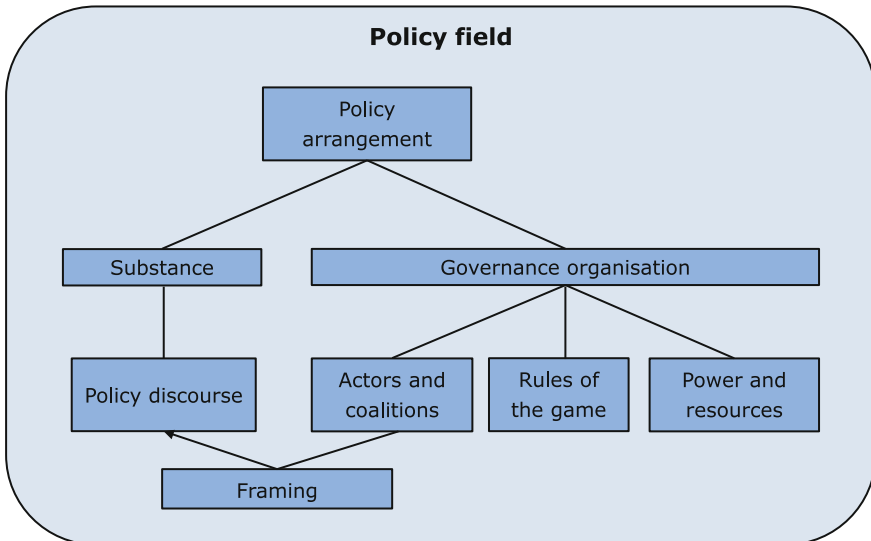 Policy field
Policy
arrangement
Substance
Governance organisation
Policy discourse
Actors and
coalitions
Rules of
the game
Power and
resources
Framing